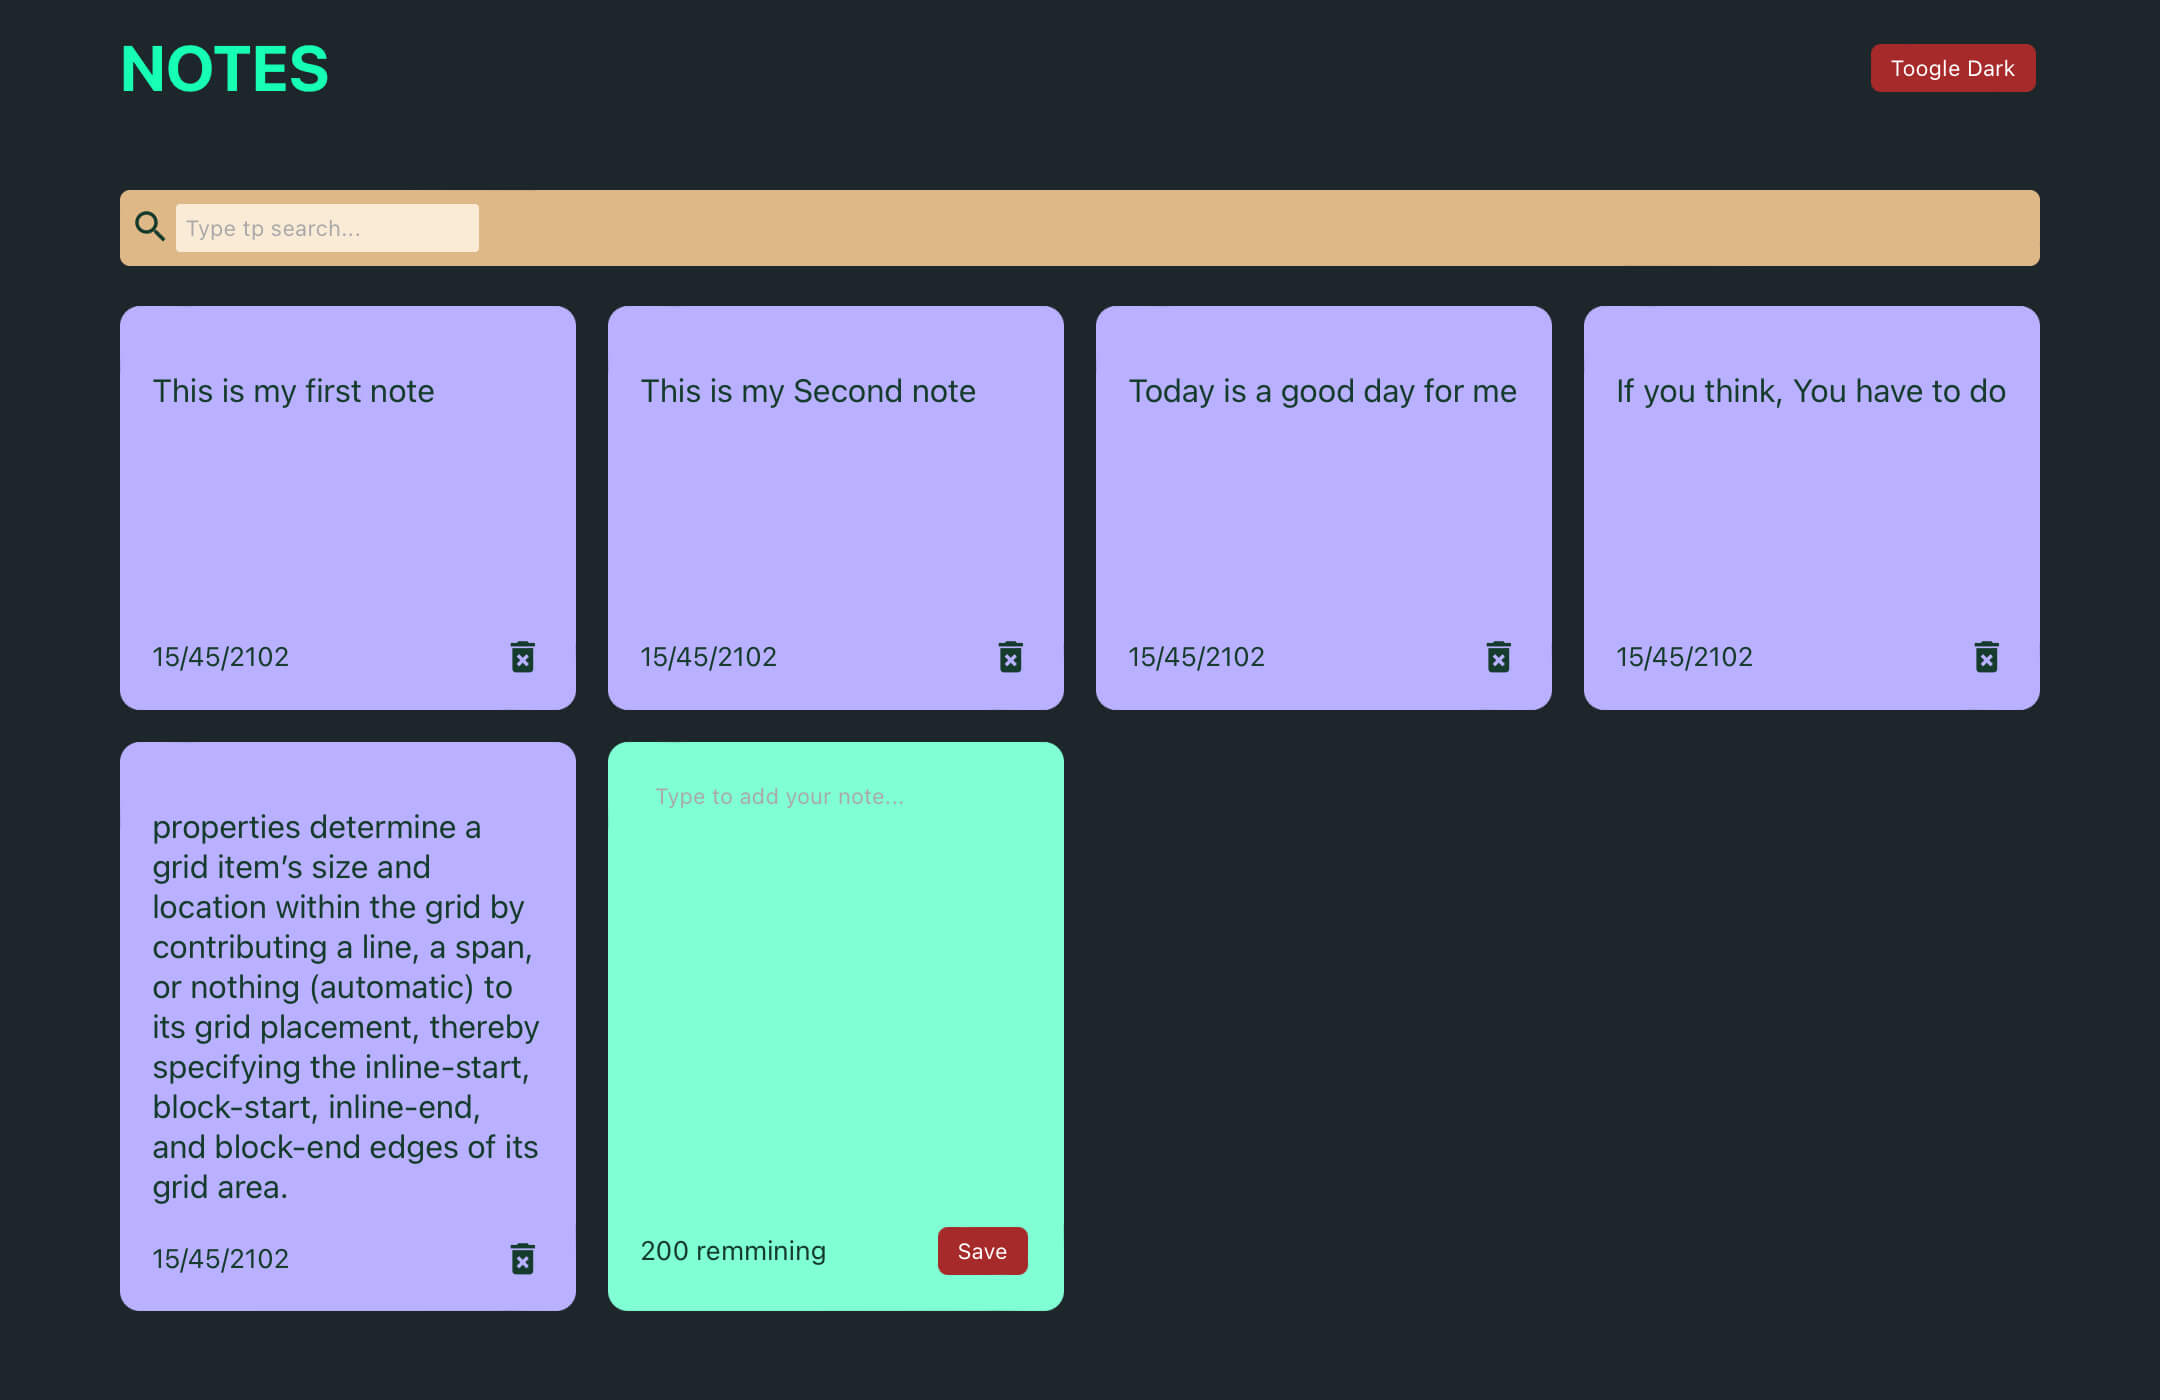 NOTES
Toogle Dark
Type tp search...
This is my first note
15/45/2102
This is my Second note
15/45/2102
Today is a good day for me
15/45/2102
If you think, You have to do
15/45/2102
properties determine a
grid item’s size and
location within the grid by
contributing a line, a span,
or nothing (automatic) to
its grid placement, thereby
specifying the inline-start,
block-start, inline-end,
and block-end edges of its
grid area.
15/45/2102
Type to add your note...
200 remmining
Save